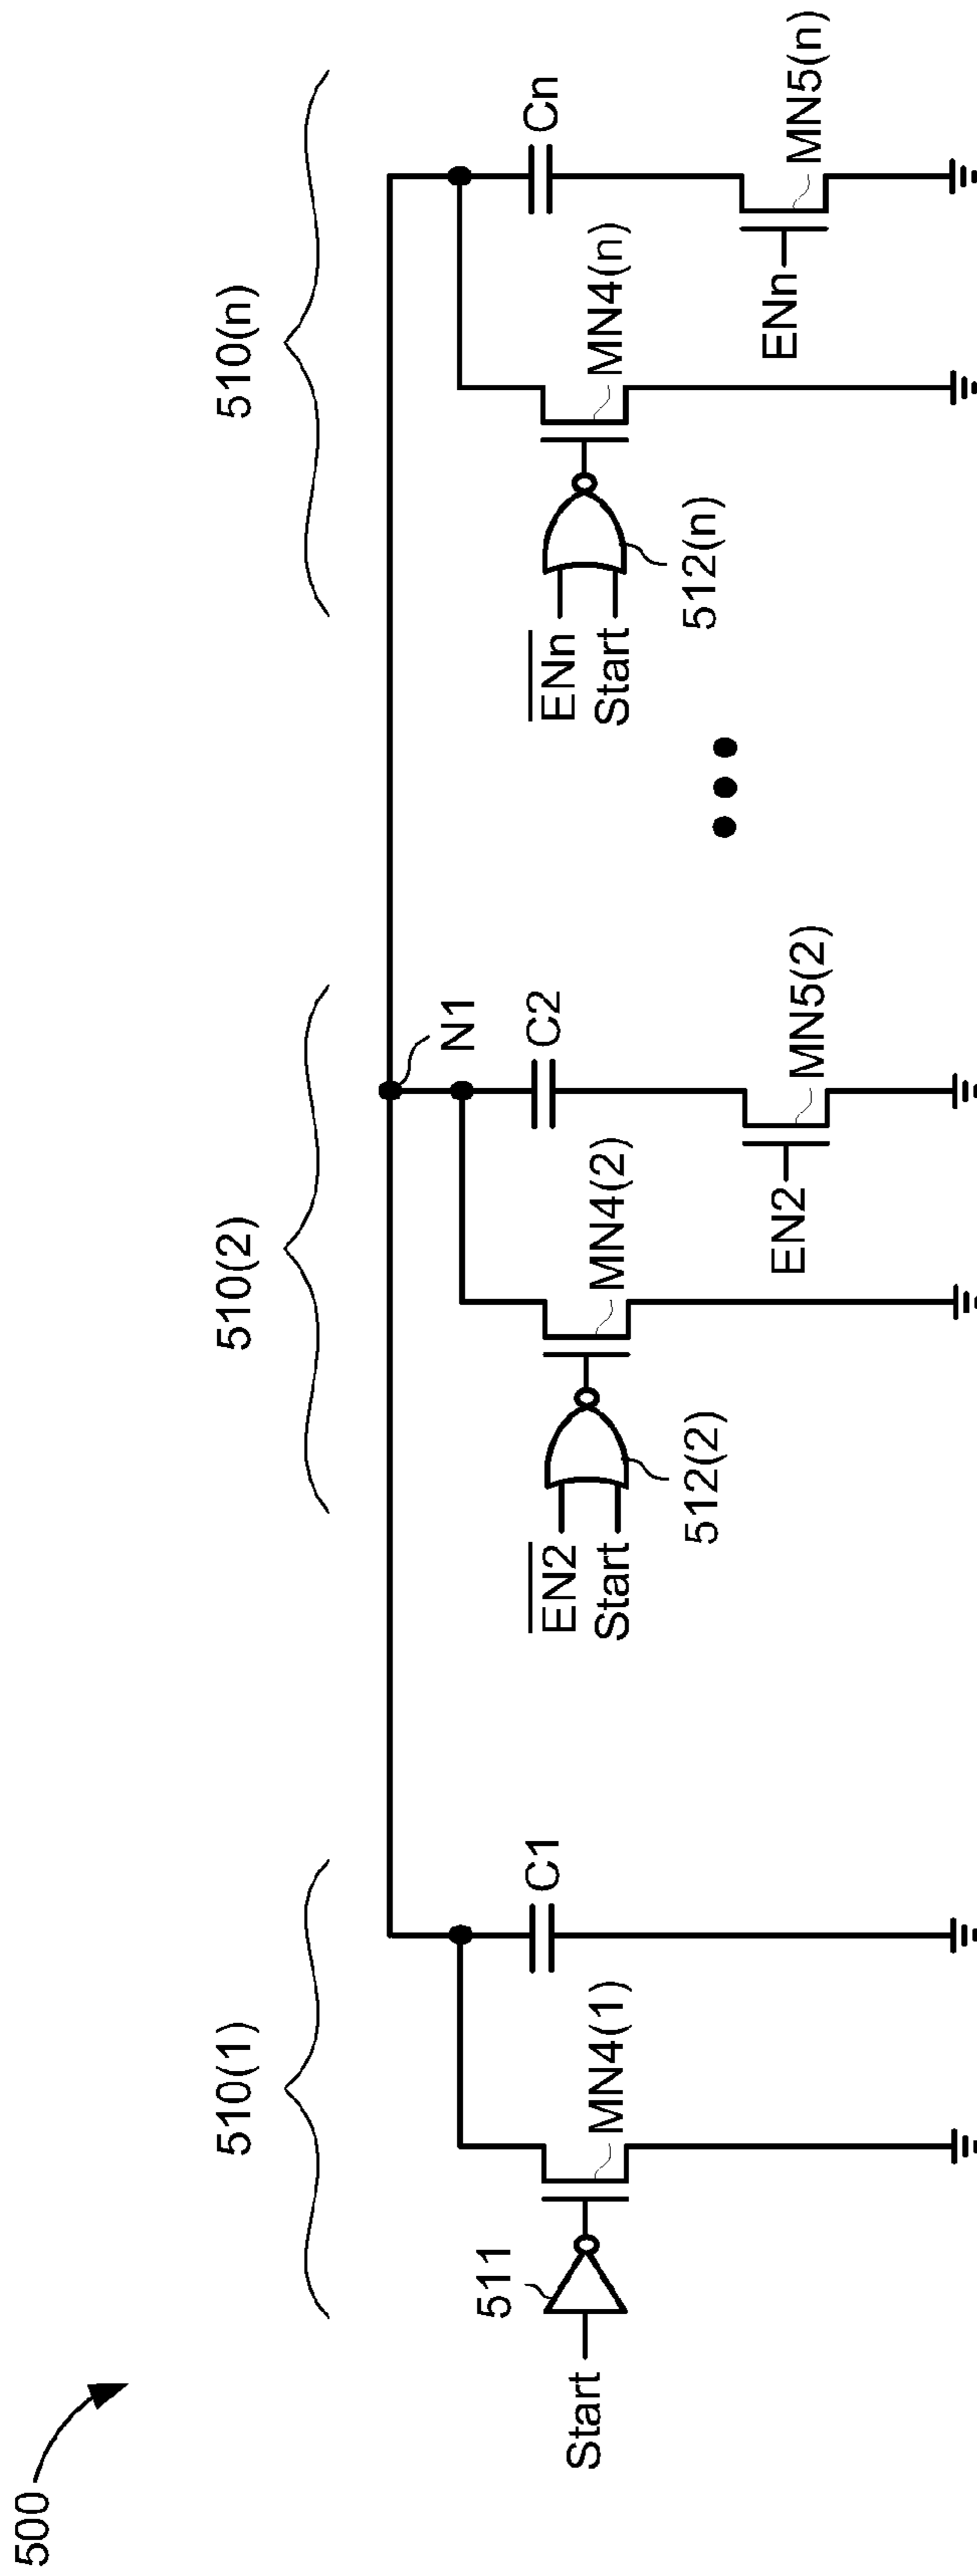 500
510(1)
510(2)
510(n)
N1
511
Start
MN4(1)
C1
EN2
Start
512(2)
MN4(2)
C2
EN2
MN5(2)
ENn
Start
512(n)
MN4(n)
Cn
ENn
MN5(n)